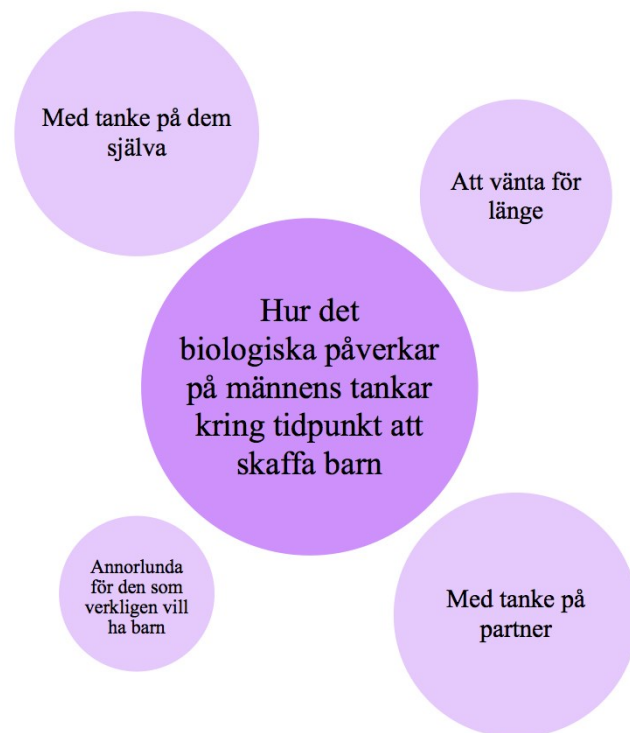 Med tanke på dem
själva
Att vänta för
länge
Hur det
biologiska påverkar
på männens tankar
kring tidpunkt att
skaffa barn
Annorlunda
för den som
verkligen vill
ha barn
Med tanke på
partner